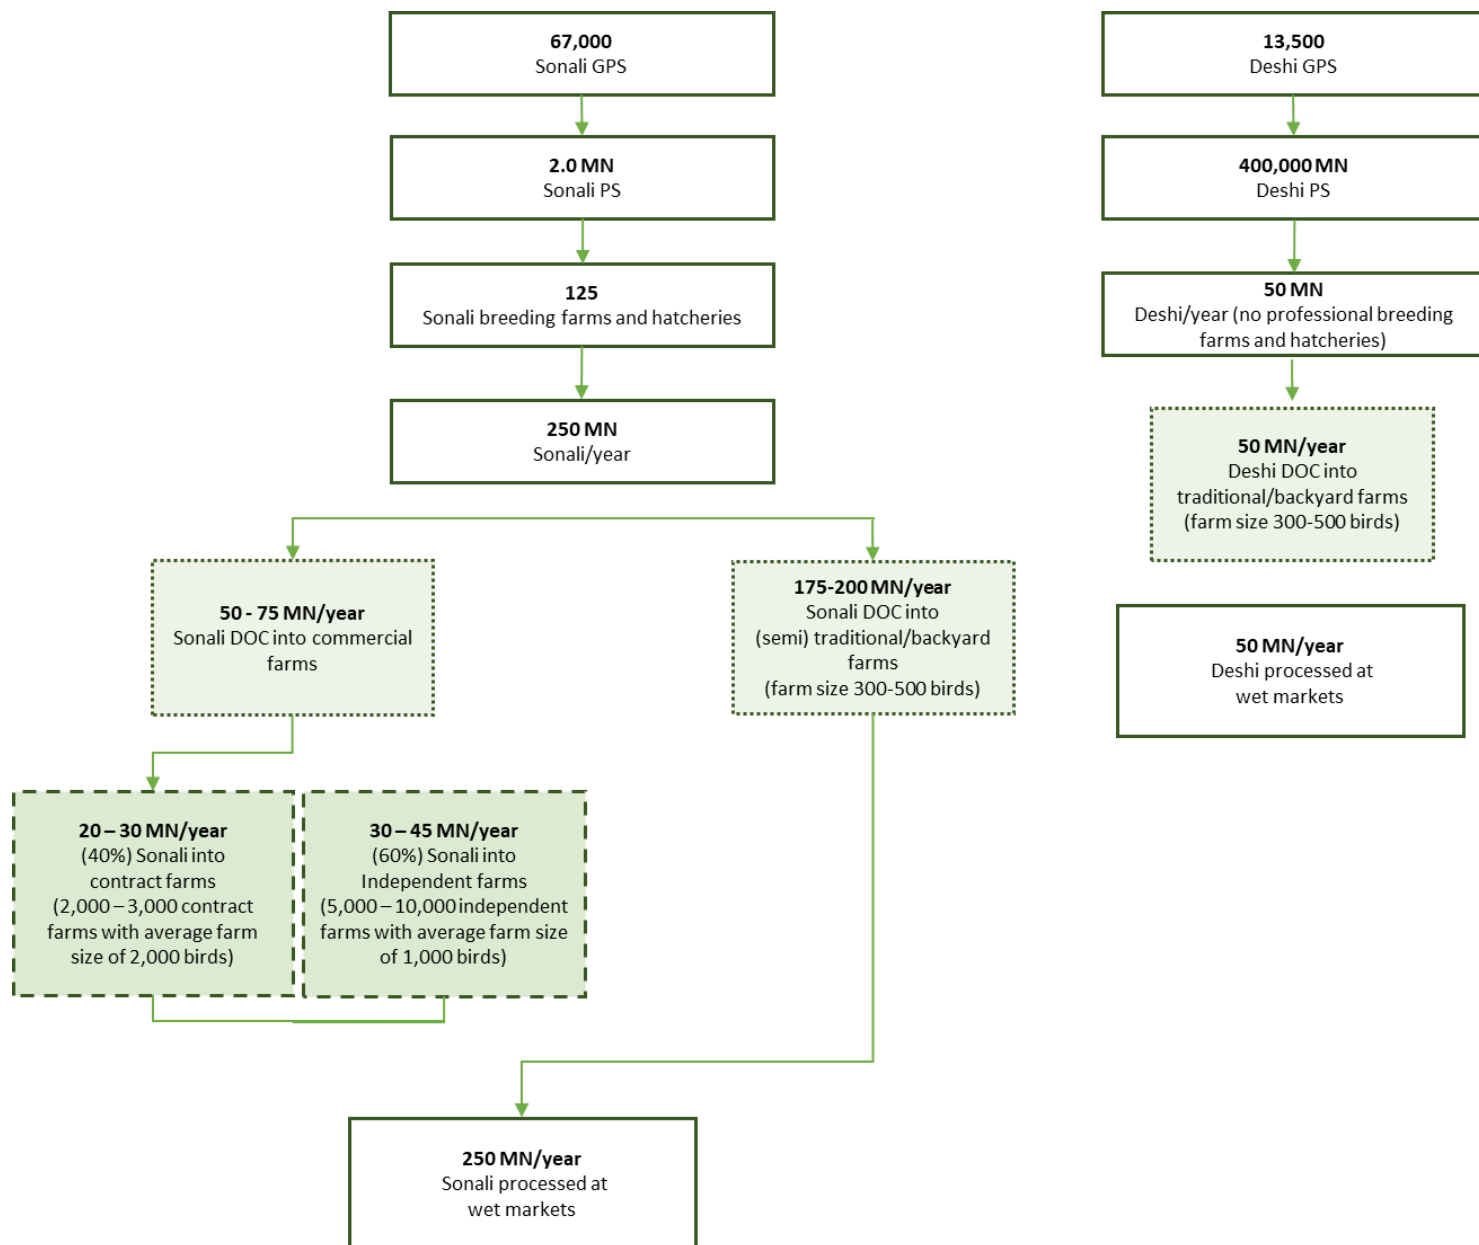 67,000
Sonali GPS
2.0 MN
Sonali PS
125
Sonali breeding farms and hatcheries
250 MN
Sonali/year
50 - 75 MN/year
Sonali DOC into commercial
farms
175-200 MN/year
Sonali DOC into
(semi) traditional/backyard
farms
(farm size 300-500 birds)
20 – 30 MN/year
(40%) Sonali into
contract farms
(2,000 – 3,000 contract
farms with average farm
size of 2,000 birds)
30 – 45 MN/year
(60%) Sonali into
Independent farms
(5,000 – 10,000 independent
farms with average farm size
of 1,000 birds)
250 MN/year
Sonali processed at
wet markets
13,500
Deshi GPS
400,000 MN
Deshi PS
50 MN
Deshi/year (no professional breeding
farms and hatcheries)
50 MN/year
Deshi DOC into
traditional/backyard farms
(farm size 300-500 birds)
50 MN/year
Deshi processed at
wet markets